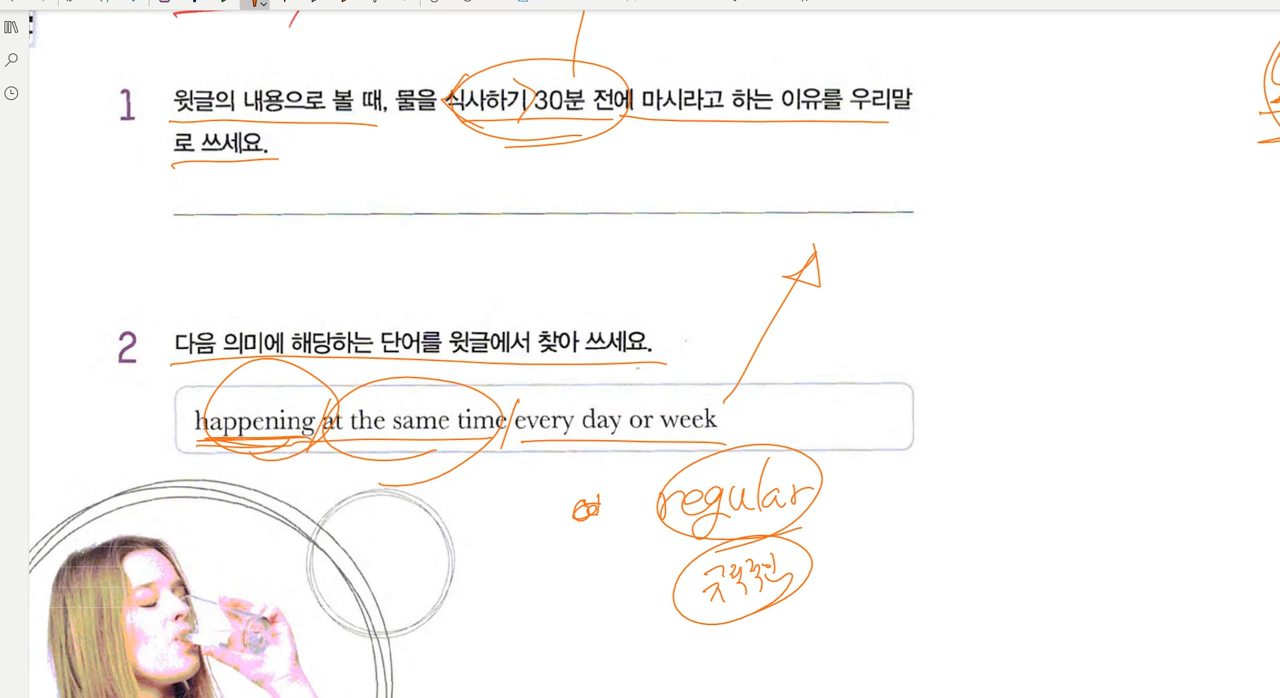 1 윗글의 내용으로 볼 때, 물을 식사하기 30분 전에 마시라고 하는 이유를 우리말
로 쓰세요.
2 다음 의미에 해당하는 단어를 윗글에서 찾아 쓰세요.
happening at the same time every day or week
regular
규칙적인